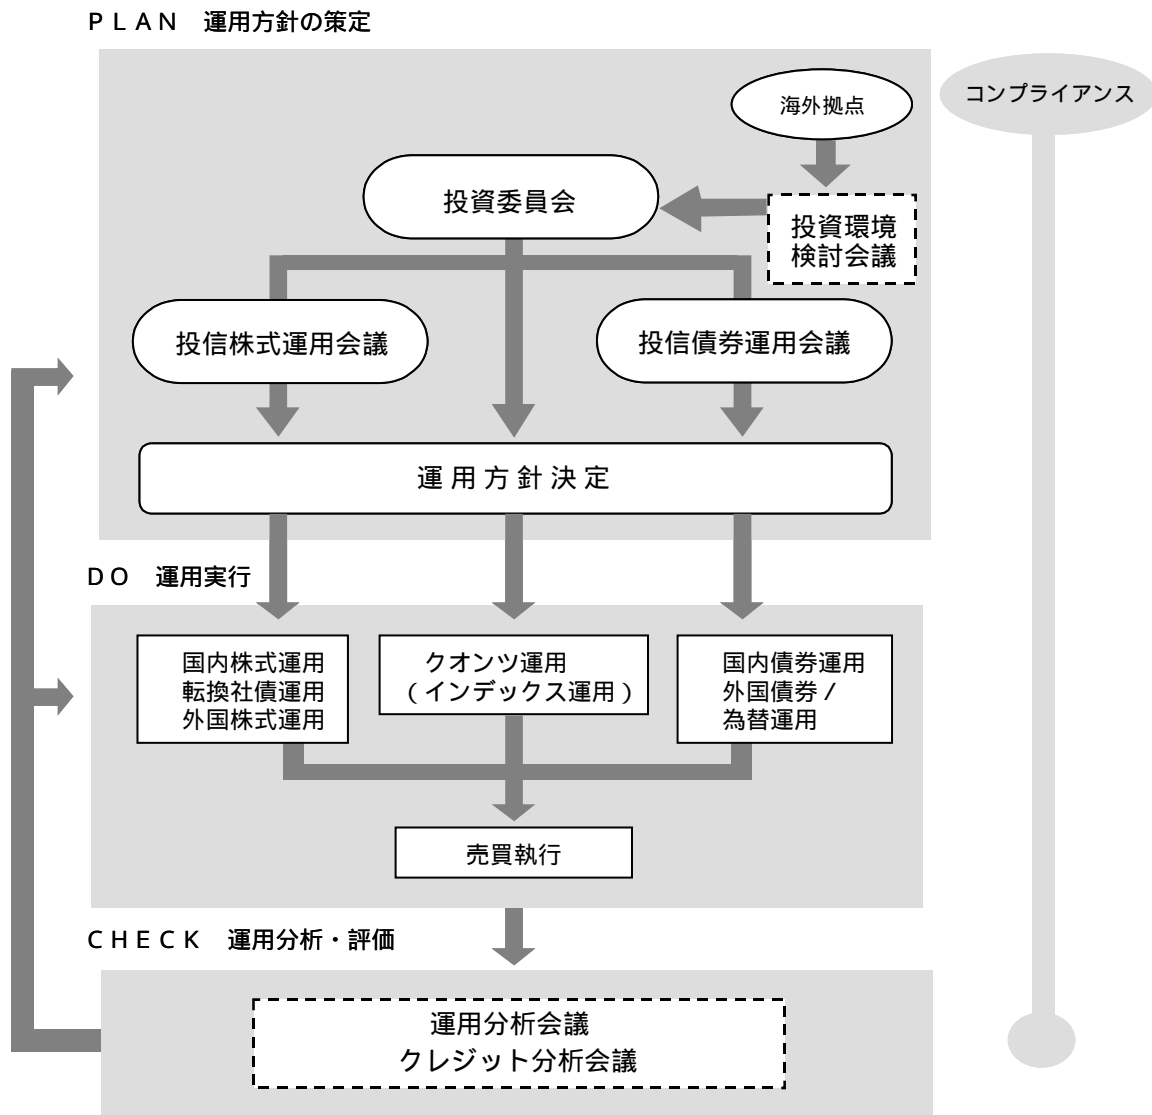 ＰＬＡＮ　運用方針の策定
コンプライアンス
海外拠点
投資委員会
投資環境
検討会議
投信株式運用会議
投信債券運用会議
運用方針決定
ＤＯ　運用実行
国内株式運用
転換社債運用
外国株式運用
クオンツ運用
（インデックス運用）
国内債券運用
外国債券／
為替運用
売買執行
ＣＨＥＣＫ　運用分析・評価
運用分析会議
クレジット分析会議